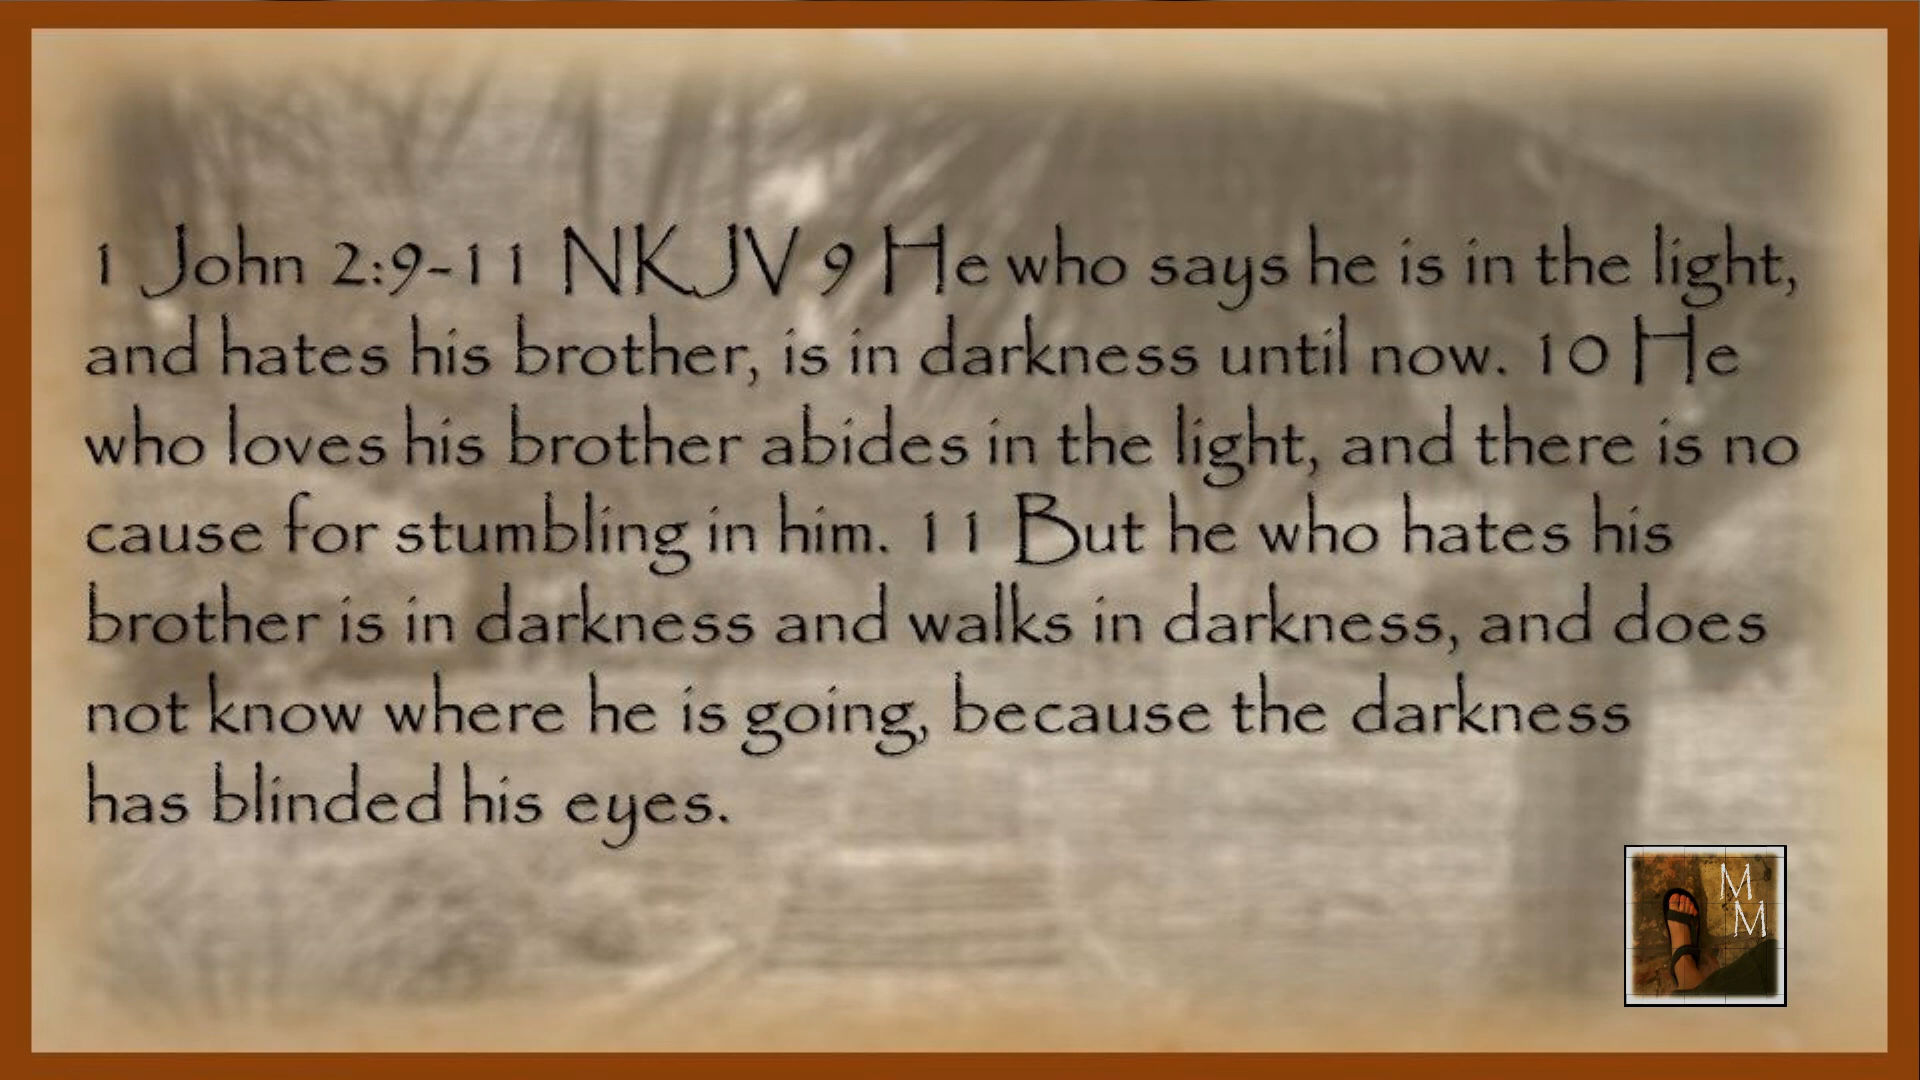 1 John 2:9-11 NKJV 9 He who says he is in the light,
and hates his brother, is in darkness until now. 10 He
who loves his brother abides in the light, and there is no
cause for stumbling in him. 11 But he who hates his
brother is in darkness and walks in darkness, and does
not know where he is going, because the darkness
has blinded his eyes.
M
M